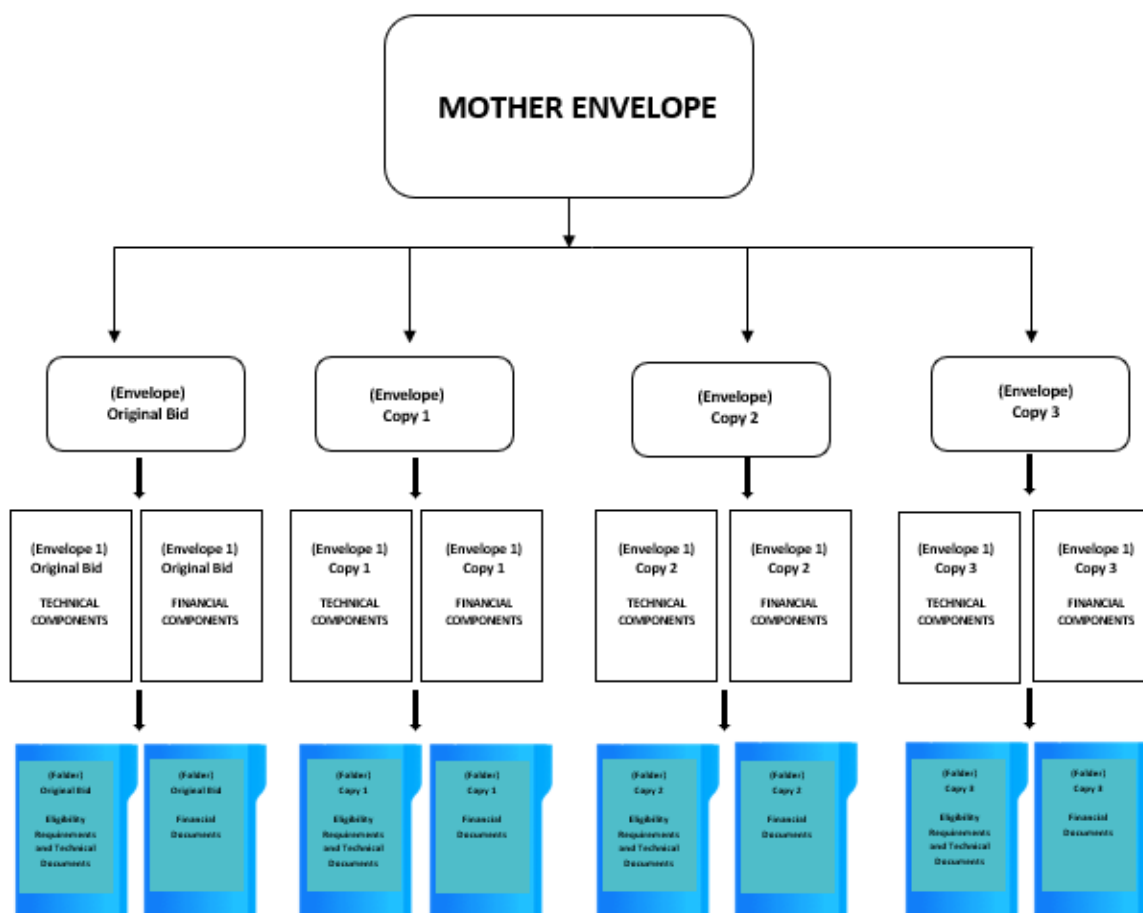 MOTHER ENVELOPE
(Envelope)
Original Bid
(Envelope)
Copy 1
(Envelope)
Copy 2
(Envelope)
Copy 3
(Envelope 1)
Original Bid
TECHNICAL
COMPONENTS
(Envelope 1)
Original Bid
FINANCIAL
COMPONENTS
(Envelope 1)
Copy 1
TECHNICAL
COMPONENTS
(Envelope 1)
Copy 1
FINANCIAL
COMPONENTS
(Envelope 1)
Copy 2
TECHNICAL
COMPONENTS
(Envelope 1)
Copy 2
FINANCIAL
COMPONENTS
(Envelope 1)
Copy 3
TECHNICAL
COMPONENTS
(Envelope 1)
Copy 3
FINANCIAL
COMPONENTS
(Folder)
Original Bid
Eligibility
Requirements
and Technical
Documents
(Folder)
Original Bid
Financial
Documents
(Folder)
Copy 1
Eligibility
Requirements
and Technical
Documents
(Folder)
Copy 1
Financial
Documents
(Folder)
Copy 2
Eligibility
Requirements
and Technical
Documents
(Folder)
Copy 2
Financial
Documents
(Folder)
Copy 3
Eligibility
Requirements
and Technical
Documents
(Folder)
Copy 3
Financial
Documents